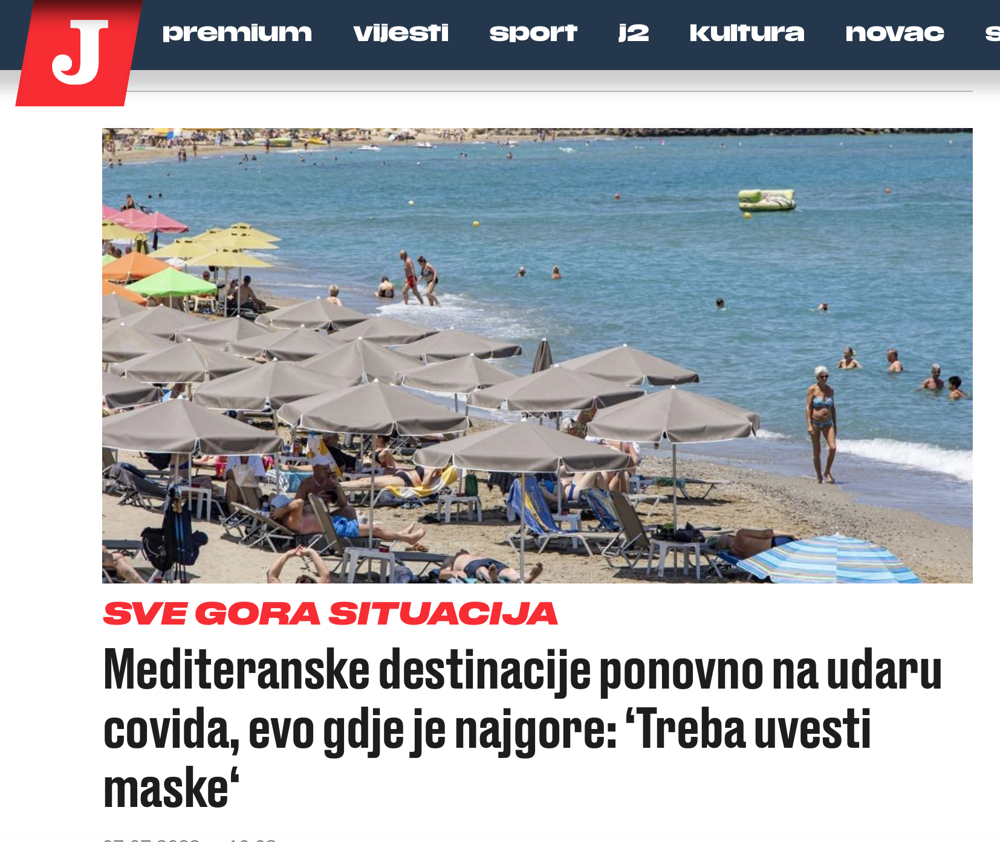 J
premium vijesti sport j2 kultura novac
SVE GORA SITUACIJA
Mediteranske destinacije ponovno na udaru
covida, evo gdje je najgore: ‘Treba uvesti
maske‘